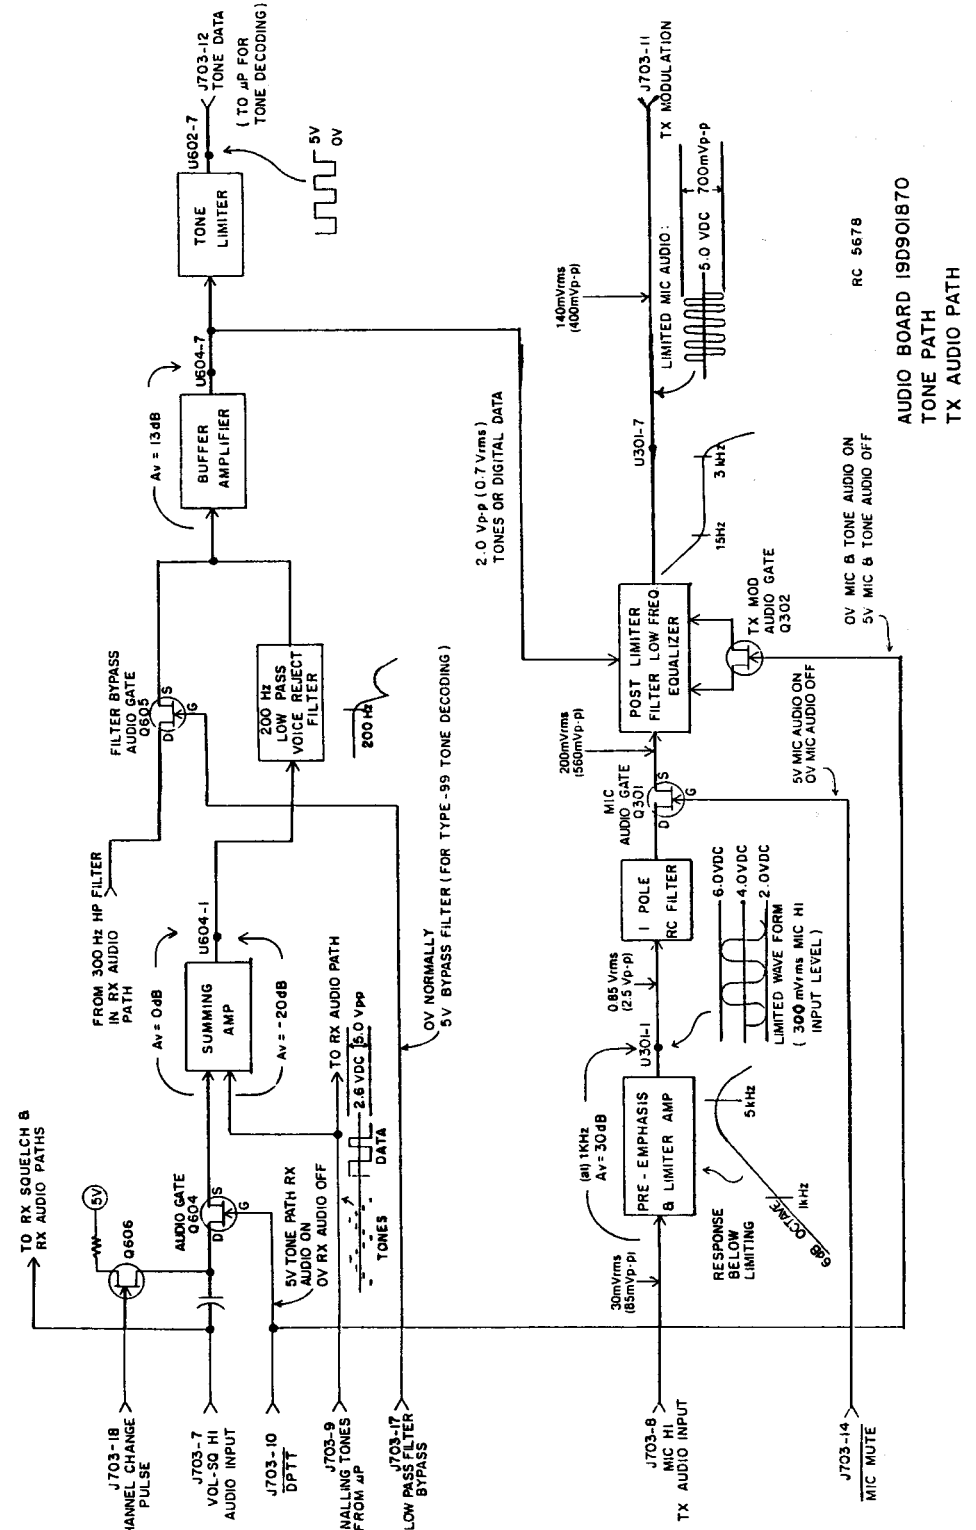 J703-12
TONE DATA
( TO µP FOR
TONE DECODING)
U602-7
5V
0V
TONE
LIMITER
U604-7
Av = 13dB
BUFFER
AMPLIFIER
FILTER BYPASS
AUDIO GATE
Q605
D
S
G
200 Hz
LOW PASS
VOICE REJECT
FILTER
200 Hz
FROM 300 Hz HP FILTER
IN RX AUDIO
PATH
U604-1
Av = 0dB
SUMMING
AMP
Av = -20dB
0V NORMALLY
5V BYPASS FILTER (FOR TYPE-99 TONE DECODING)
TO RX AUDIO PATH
2.6 VDC
5.0 Vpp
DATA
TONES
TO RX SQUELCH &
RX AUDIO PATHS
5V
Q606
AUDIO GATE
Q604
D
S
G
5V TONE PATH RX
AUDIO ON
0V RX AUDIO OFF
J703-18
HANNEL CHANGE
PULSE
J703-7
VOL-SQ HI
AUDIO INPUT
J703-10
DPTT
J703-9
NALLING TONES
FROM µP
J703-17
LOW PASS FILTER
BYPASS
2.0 Vp-p (0.7 Vrms)
TONES OR DIGITAL DATA
J703-11
TX MODULATION
140mVrms
(400mVp-p)
LIMITED MIC AUDIO:
5.0 VDC
700mVp-p
U301-7
15Hz
3 kHz
POST LIMITER
FILTER LOW FREQ.
EQUALIZER
TX MOD
AUDIO GATE
Q302
0V MIC & TONE AUDIO ON
5V MIC & TONE AUDIO OFF
200mVrms
(560mVp-p)
MIC
AUDIO GATE
Q301
D
S
G
5V MIC AUDIO ON
0V MIC AUDIO OFF
1 POLE
RC FILTER
0.85 Vrms
(2.5 Vp-p)
U301-1
6.0VDC
4.0VDC
2.0VDC
LIMITED WAVE FORM
( 300 mVrms MIC HI
INPUT LEVEL)
(at) 1KHz
Av = 30dB
PRE-EMPHASIS
& LIMITER AMP
RESPONSE
BELOW
LIMITING
5kHz
1kHz
6dB OCTAVE
30mVrms
(85mVp-p)
J703-8
MIC HI
TX AUDIO INPUT
J703-14
MIC MUTE
RC 5678
AUDIO BOARD 19D901870
TONE PATH
TX AUDIO PATH